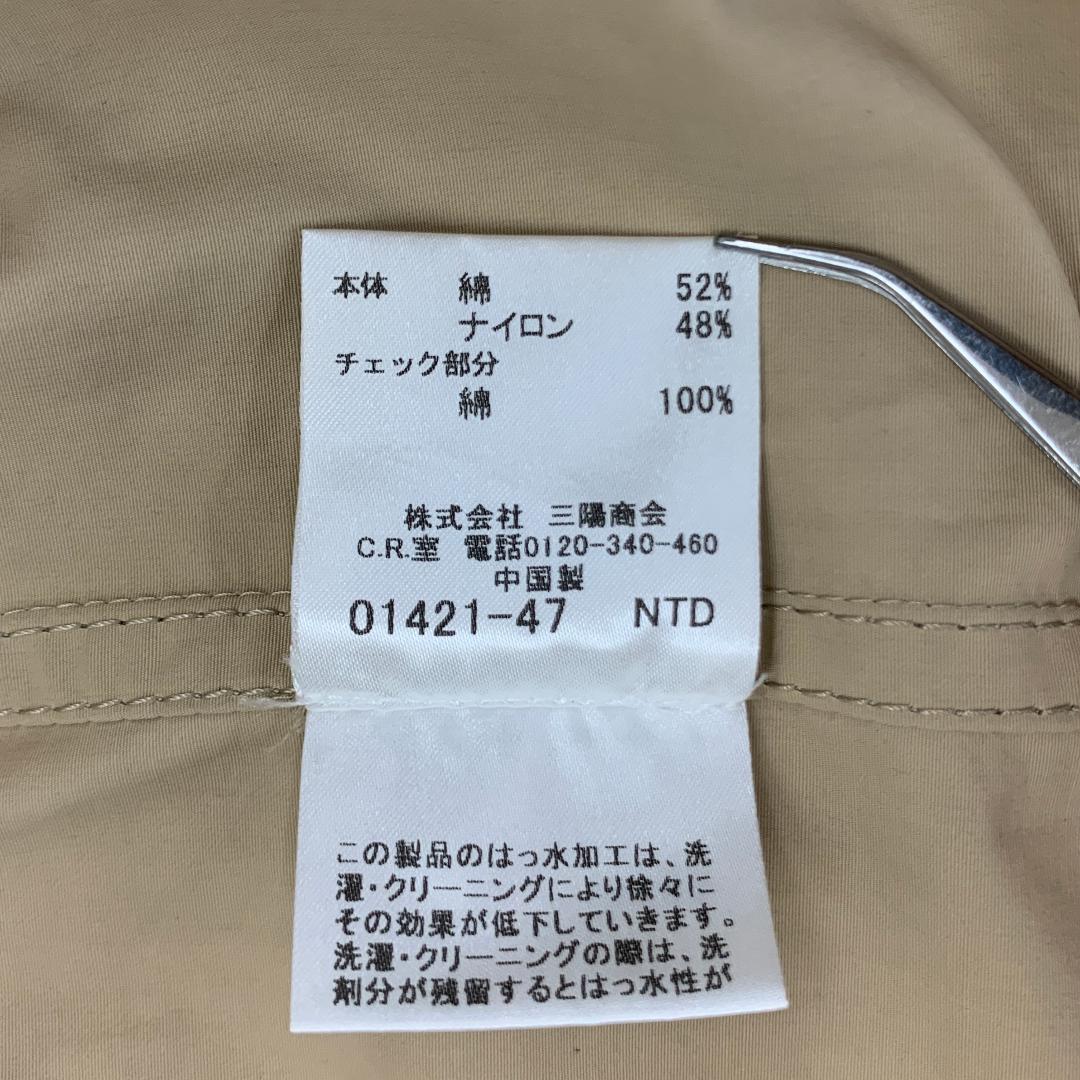 本体 綿 52%
ナイロン 48%
チェック部分
綿 100%
株式会社 三陽商会
C.R.室 電話0120-340-460
中国製
01421-47 NTD
この製品のはっ水加工は、洗
濯・クリーニングにより徐々に
その効果が低下していきます。
洗濯・クリーニングの際は、洗
剤分が残留するとはっ水性が